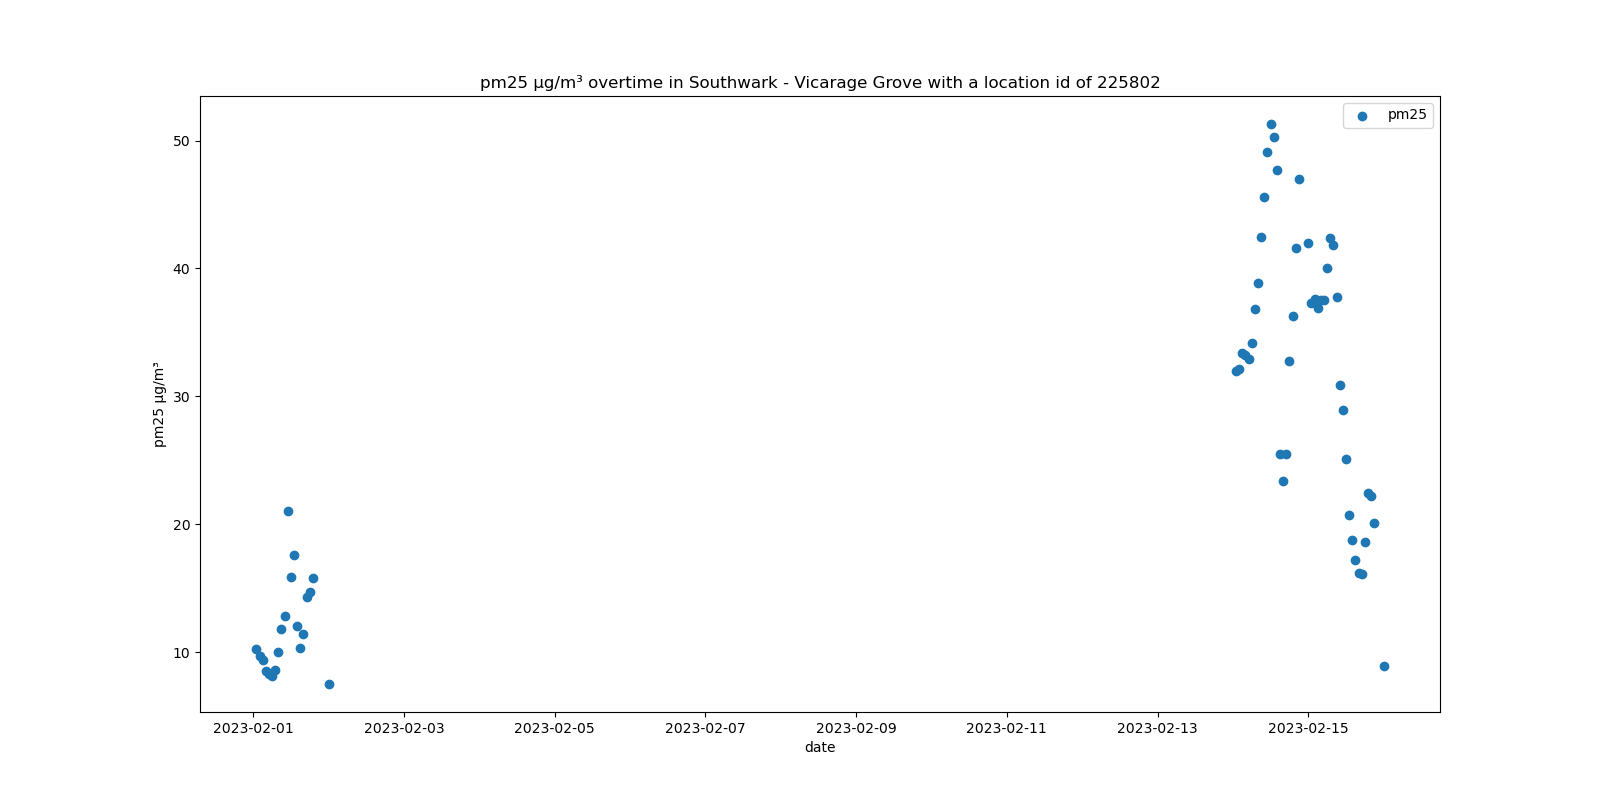 pm25 µg/m³ overtime in Southwark - Vicarage Grove with a location id of 225802
pm25
50
40
30
20
10
pm25 µg/m³
2023-02-01 2023-02-03 2023-02-05 2023-02-07 2023-02-09 2023-02-11 2023-02-13 2023-02-15
date